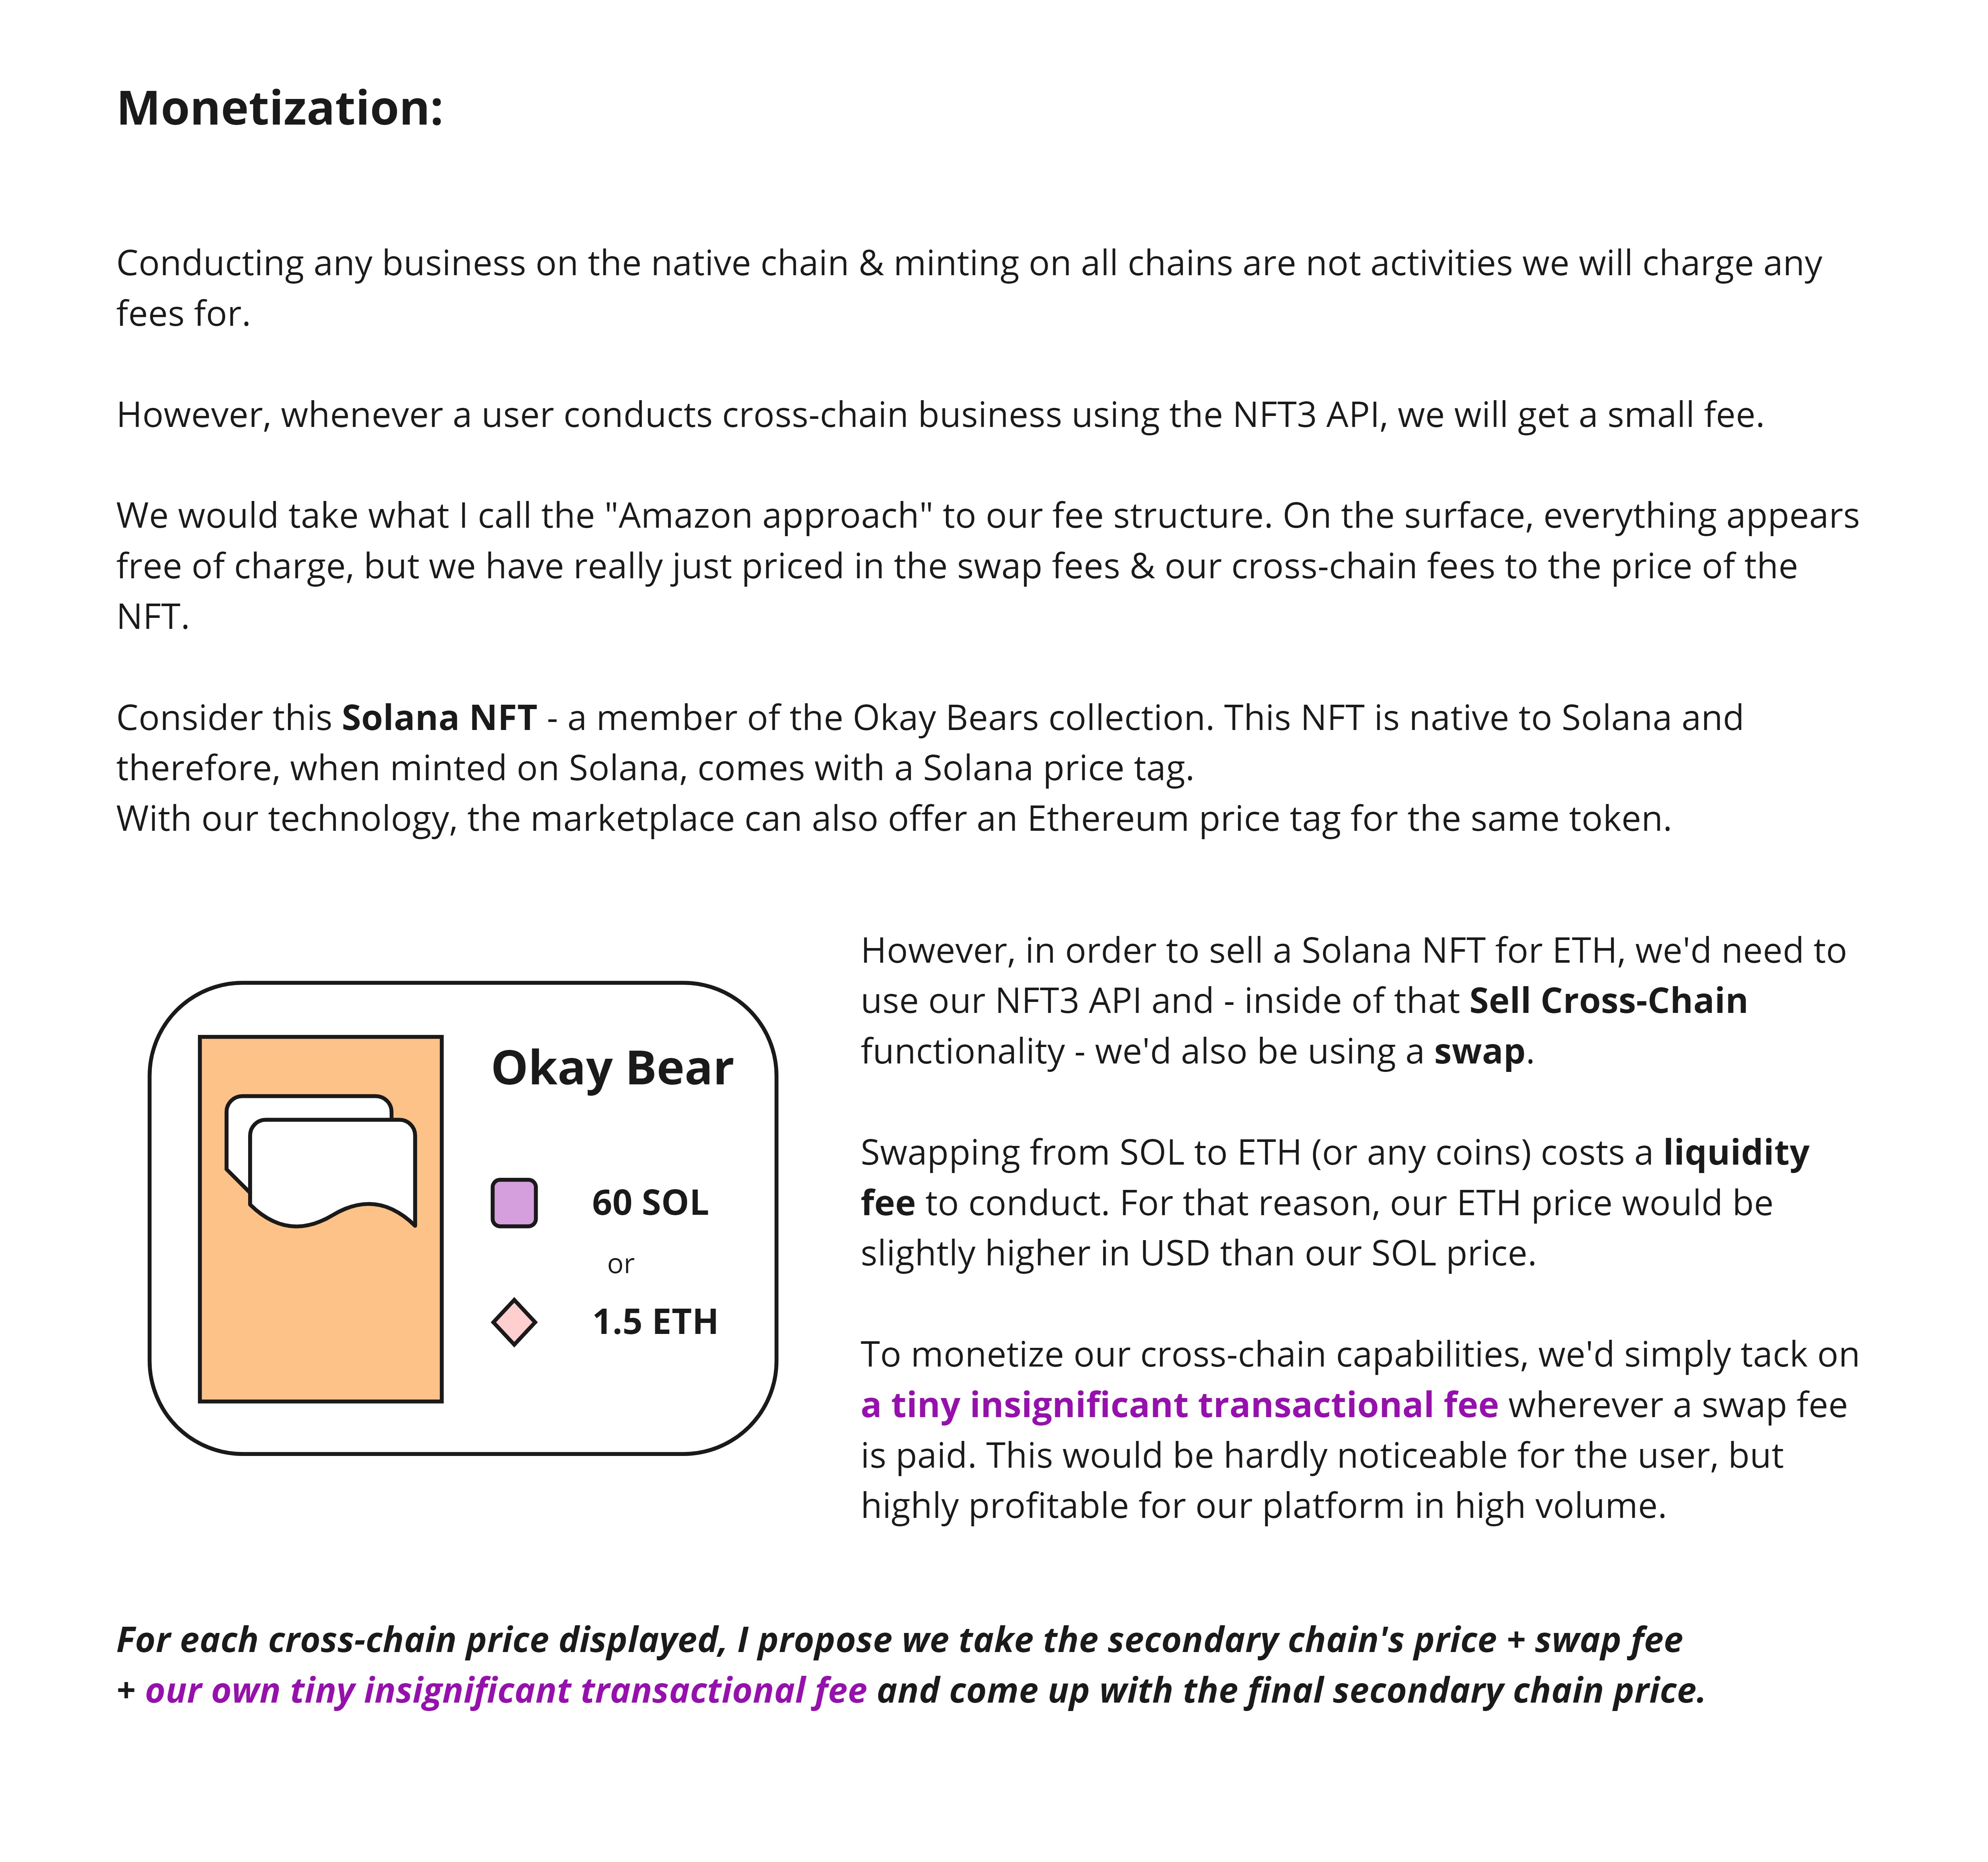 Monetization:
Conducting any business on the native chain & minting on all chains are not activities we will charge any
fees for.
However, whenever a user conducts cross-chain business using the NFT3 API, we will get a small fee.
We would take what I call the "Amazon approach" to our fee structure. On the surface, everything appears
free of charge, but we have really just priced in the swap fees & our cross-chain fees to the price of the
NFT.
Consider this Solana NFT - a member of the Okay Bears collection. This NFT is native to Solana and
therefore, when minted on Solana, comes with a Solana price tag.
With our technology, the marketplace can also offer an Ethereum price tag for the same token.
Okay Bear
60 SOL
or
1.5 ETH
However, in order to sell a Solana NFT for ETH, we'd need to
use our NFT3 API and - inside of that Sell Cross-Chain
functionality - we'd also be using a swap.
Swapping from SOL to ETH (or any coins) costs a liquidity
fee to conduct. For that reason, our ETH price would be
slightly higher in USD than our SOL price.
To monetize our cross-chain capabilities, we'd simply tack on
a tiny insignificant transactional fee wherever a swap fee
is paid. This would be hardly noticeable for the user, but
highly profitable for our platform in high volume.
For each cross-chain price displayed, I propose we take the secondary chain's price + swap fee
+ our own tiny insignificant transactional fee and come up with the final secondary chain price.